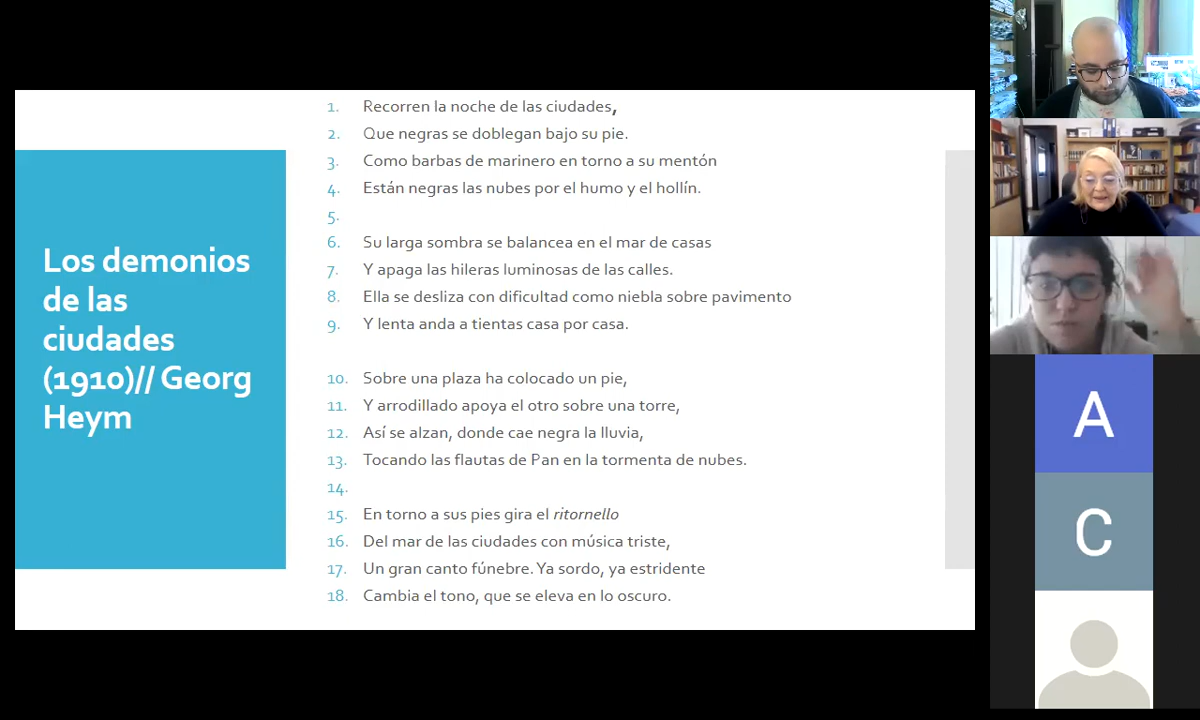 Los demonios
de las
ciudades
(1910)// Georg
Heym
1. Recorren la noche de las ciudades,
2. Que negras se doblegan bajo su pie.
3. Como barbas de marinero en torno a su mentón
4. Están negras las nubes por el humo y el hollín.
5.
6. Su larga sombra se balancea en el mar de casas
7. Y apaga las hileras luminosas de las calles.
8. Ella se desliza con dificultad como niebla sobre pavimento
9. Y lenta anda a tientas casa por casa.
10. Sobre una plaza ha colocado un pie,
11. Y arrodillado apoya el otro sobre una torre,
12. Así se alzan, donde cae negra la lluvia,
13. Tocando las flautas de Pan en la tormenta de nubes.
14.
15. En torno a sus pies gira el ritornello
16. Del mar de las ciudades con música triste,
17. Un gran canto fúnebre. Ya sordo, ya estridente
18. Cambia el tono, que se eleva en lo oscuro.
A
C